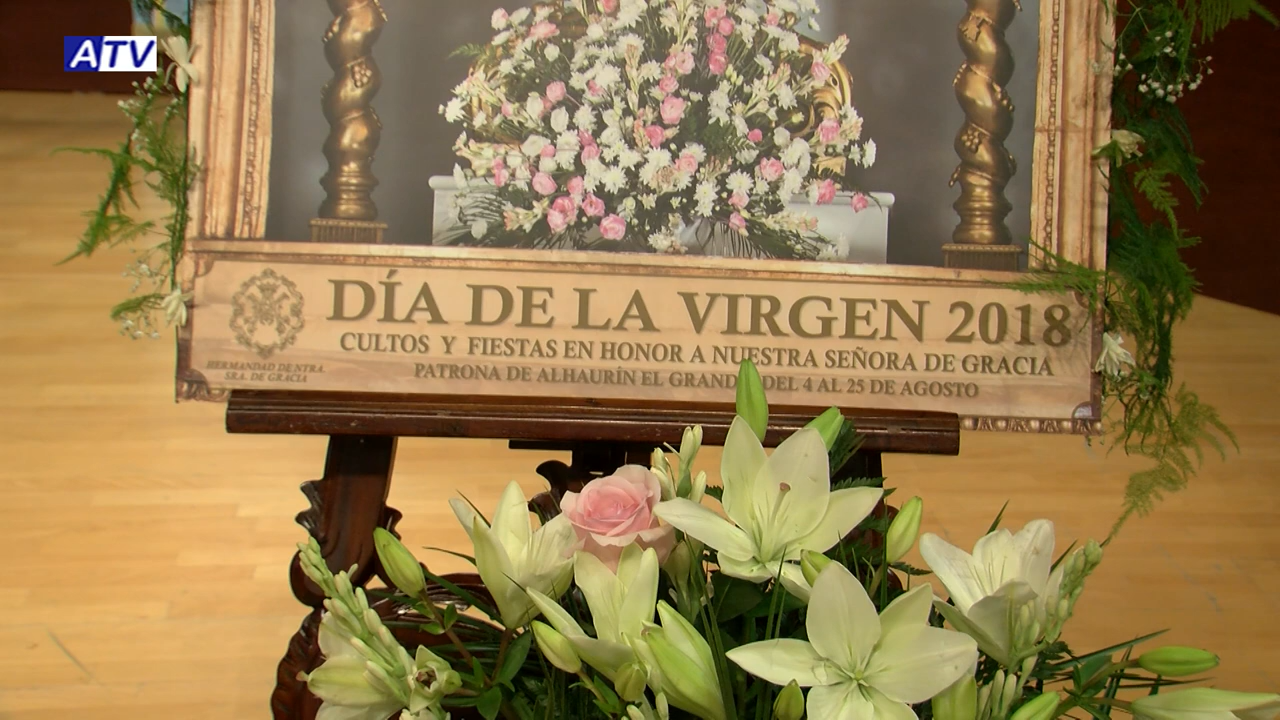 ATV
DÍA DE LA VIRGEN 2018
CULTOS Y FIESTAS EN HONOR A NUESTRA SEÑORA DE GRACIA
PATRONA DE ALHAURÍN EL GRANDE DEL 4 AL 25 DE AGOSTO
HERMANDAD DE NTRA.
SRA. DE GRACIA